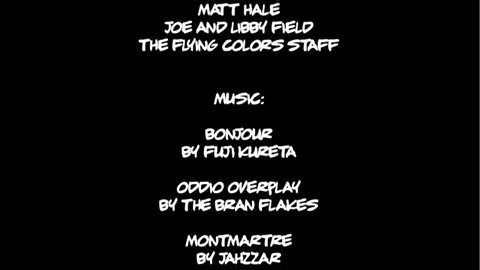 MATT HALE
JOE AND LIBBY FIELD
THE FLYING COLORS STAFF
MUSIC:
BONJOUR
BY FUJI KURETA
ODDIO OVERPLAY
BY THE BRAN FLAKES
MONTMARTRE
BY JAHZZAR